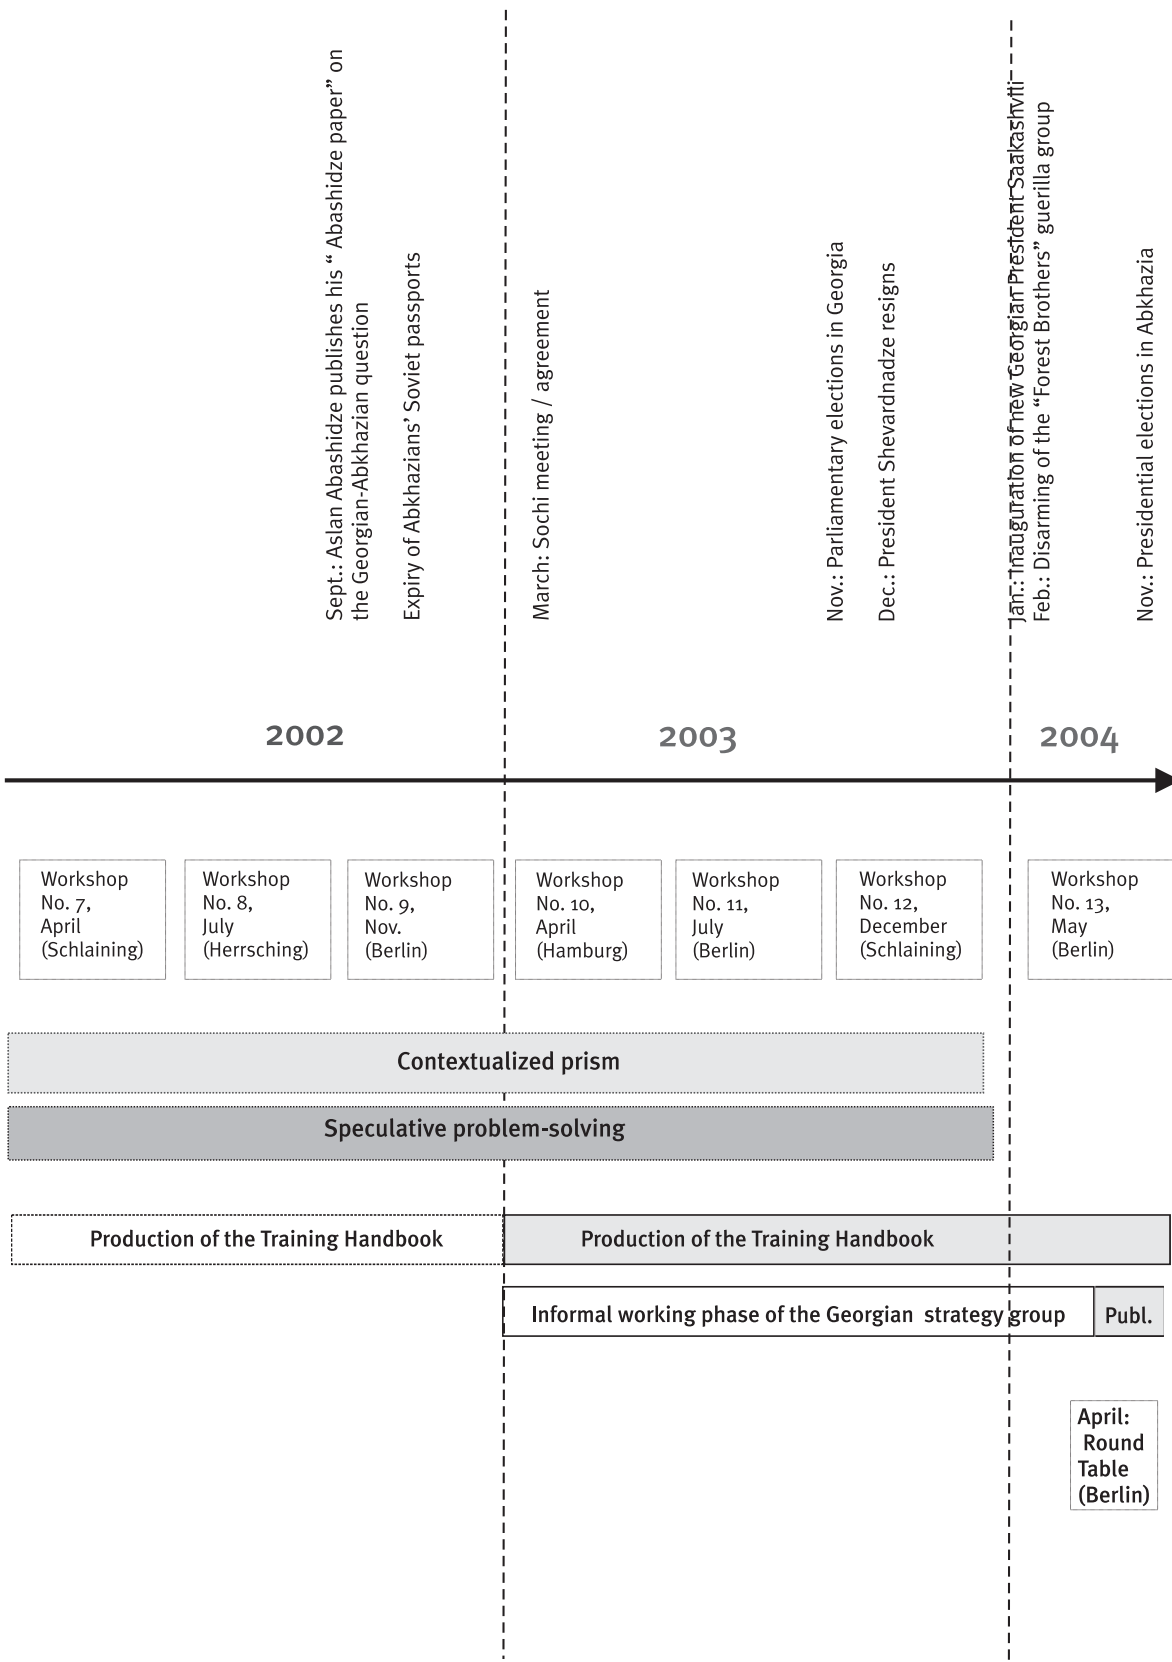 Sept.: Aslan Abashidze publishes his “ Abashidze paper” on
the Georgian-Abkhazian question
Expiry of Abkhazians’ Soviet passports
March: Sochi meeting / agreement
Nov.: Parliamentary elections in Georgia
Dec.: President Shevardnadze resigns
Jan.: Inauguration of new Georgian President Saakashvili
Feb.: Disarming of the “Forest Brothers” guerilla group
Nov.: Presidential elections in Abkhazia
2002
2003
2004
Workshop
No. 7,
April
(Schlaining)
Workshop
No. 8,
July
(Herrsching)
Workshop
No. 9,
Nov.
(Berlin)
Workshop
No. 10,
April
(Hamburg)
Workshop
No. 11,
July
(Berlin)
Workshop
No. 12,
December
(Schlaining)
Workshop
No. 13,
May
(Berlin)
Contextualized prism
Speculative problem-solving
Production of the Training Handbook
Production of the Training Handbook
Informal working phase of the Georgian strategy group
Publ.
April:
Round
Table
(Berlin)